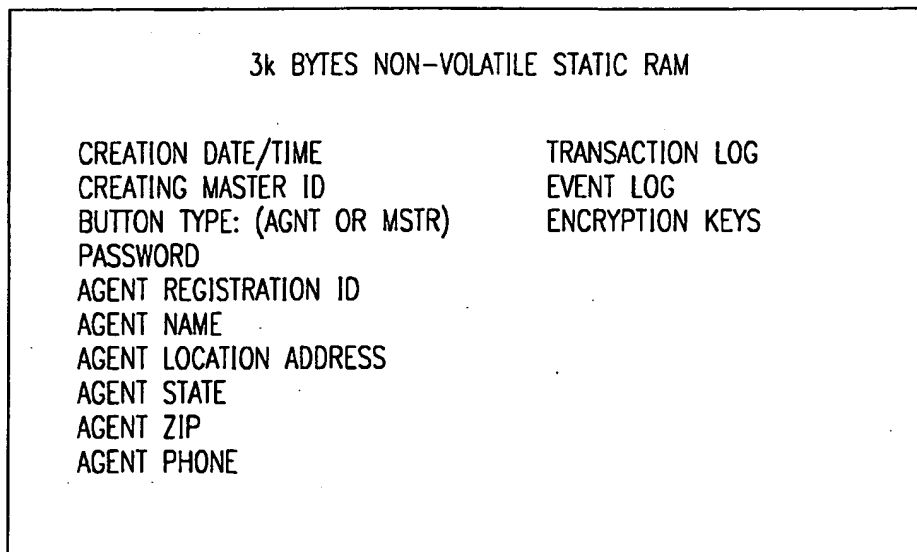 3k BYTES NON-VOLATILE STATIC RAM
CREATION DATE/TIME
CREATING MASTER ID
BUTTON TYPE: (AGNT OR MSTR)
PASSWORD
AGENT REGISTRATION ID
AGENT NAME
AGENT LOCATION ADDRESS
AGENT STATE
AGENT ZIP
AGENT PHONE
TRANSACTION LOG
EVENT LOG
ENCRYPTION KEYS